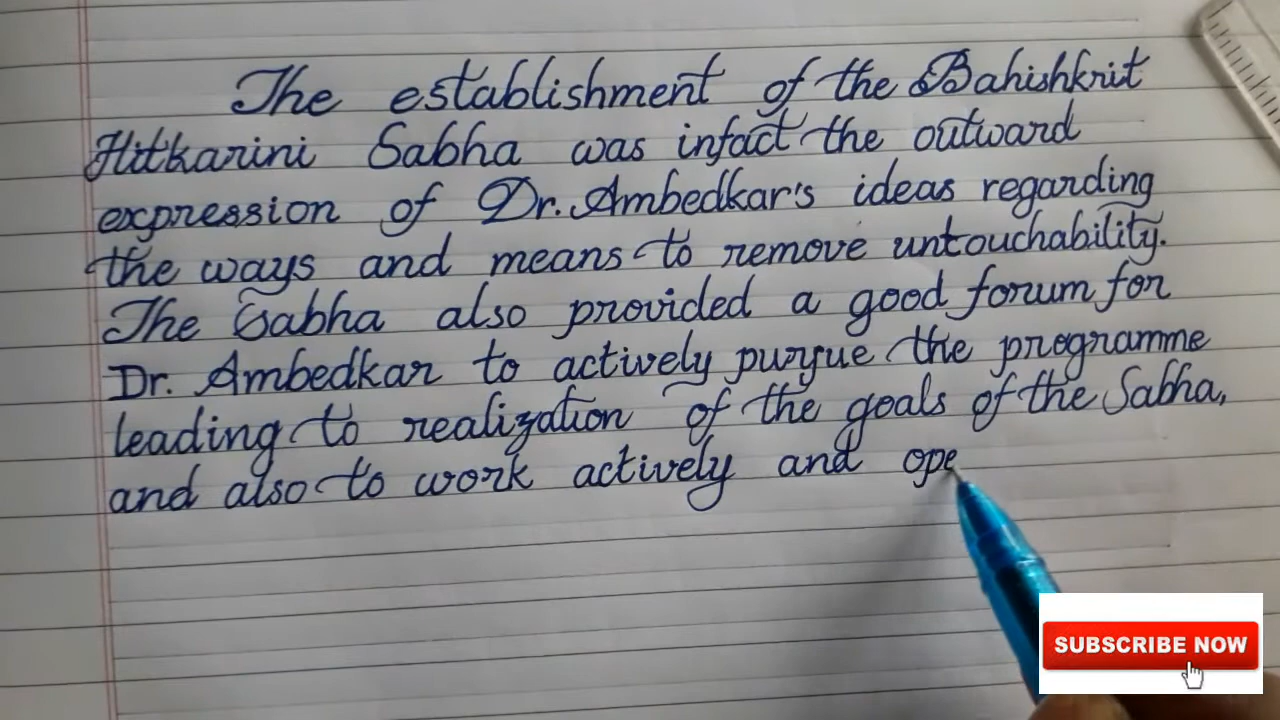 The establishment of the Bahishkrit
Hitkarini Sabha was infact the outward
expression of Dr. Ambedkar's ideas regarding
the ways and means to remove untouchability.
The Sabha also provided a good forum for
Dr. Ambedkar to actively purgue the programme
leading to realization of the goals of the Sabha,
and also to work actively and ope
SUBSCRIBE NOW